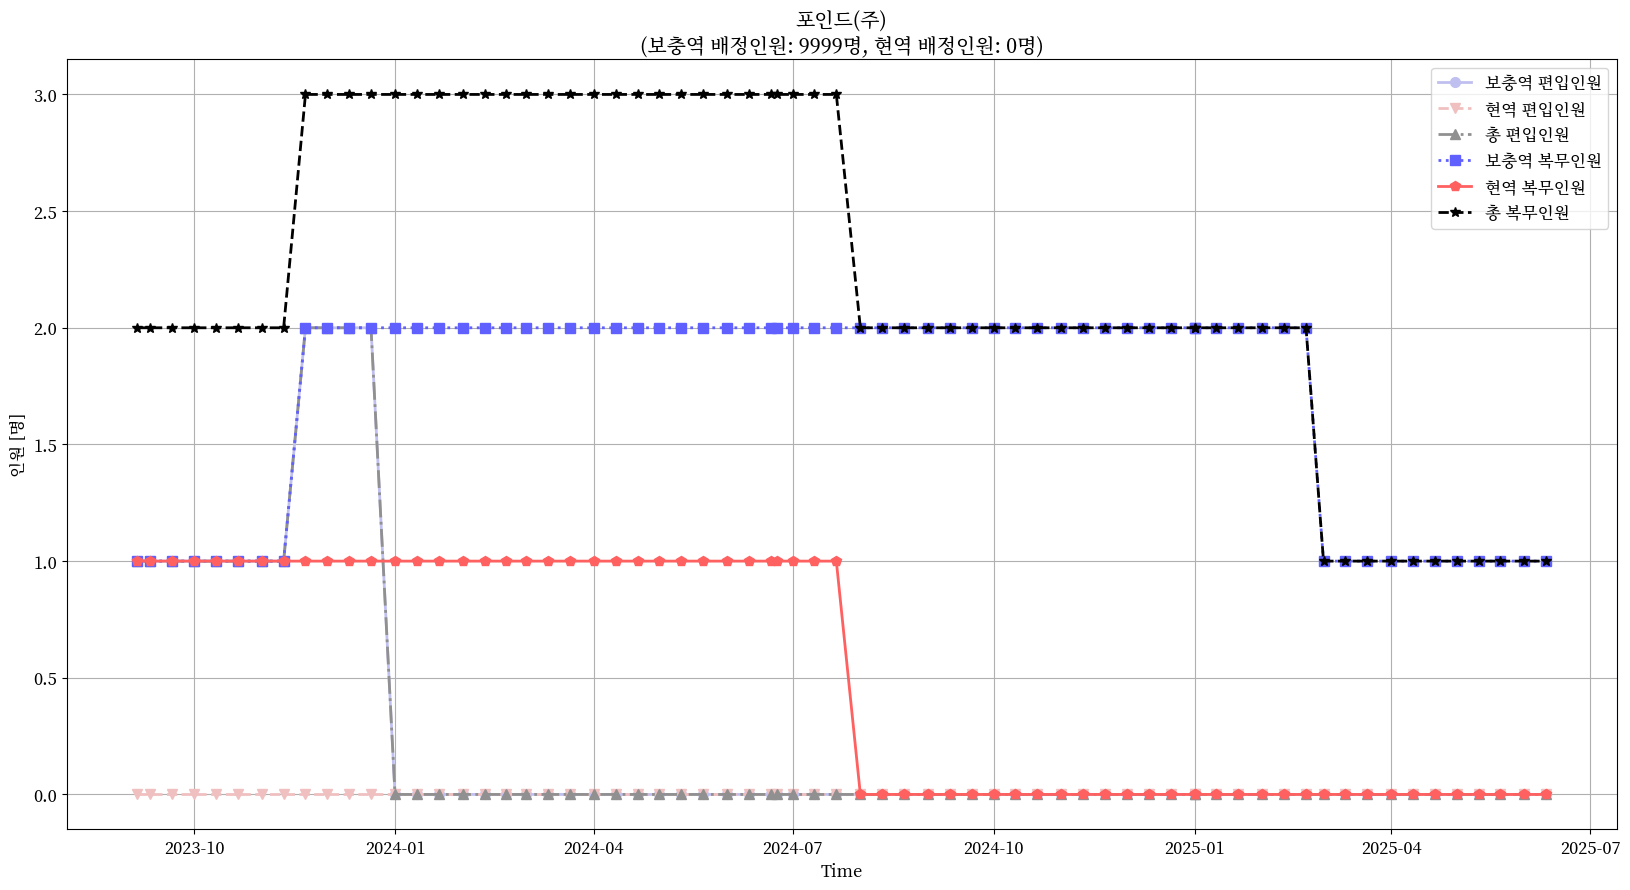 포인드(주)
(보충역 배정인원: 9999명, 현역 배정인원: 0명)
보충역 편입인원
현역 편입인원
총 편입인원
보충역 복무인원
현역 복무인원
총 복무인원
인원 [명]
3.0
2.5
2.0
1.5
1.0
0.5
0.0
2023-10
2024-01
2024-04
2024-07
2024-10
2025-01
2025-04
2025-07
Time